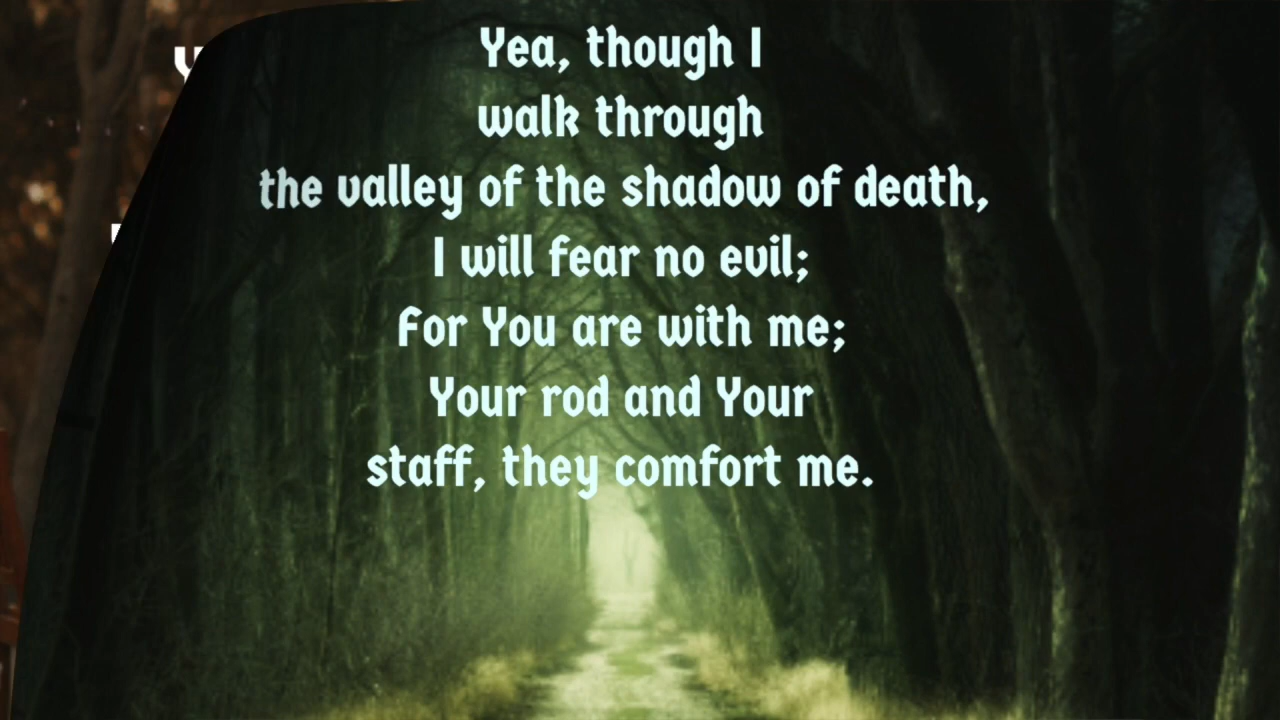 Yea, though I
walk through
the valley of the shadow of death,
I will fear no evil;
For You are with me;
Your rod and Your
staff, they comfort me.